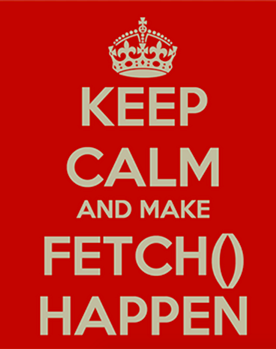 KEEP
CALM
AND MAKE
FETCH()
HAPPEN